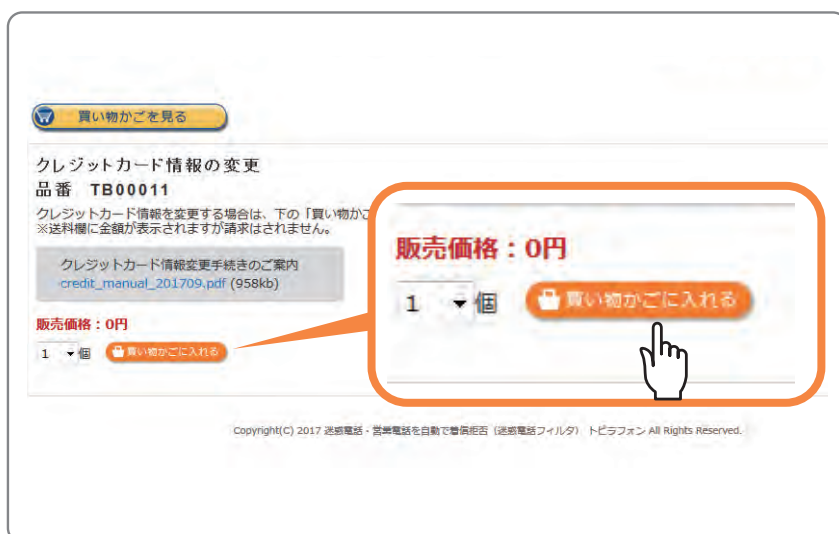 買い物かごを見る
クレジットカード情報の変更
品番 TB00011
クレジットカード情報を変更する場合は、下の「買い物かご
※送料欄に金額が表示されますが請求はされません。
クレジットカード情報変更手続きのご案内
credit_manual_201709.pdf (958kb)
販売価格：0円
1 個 買い物かごに入れる
販売価格：0円
1 個 買い物かごに入れる
Copyright(C) 2017 迷惑電話・営業電話を自動で着信拒否（迷惑電話フィルタ） トビラフォン All Rights Reserved.